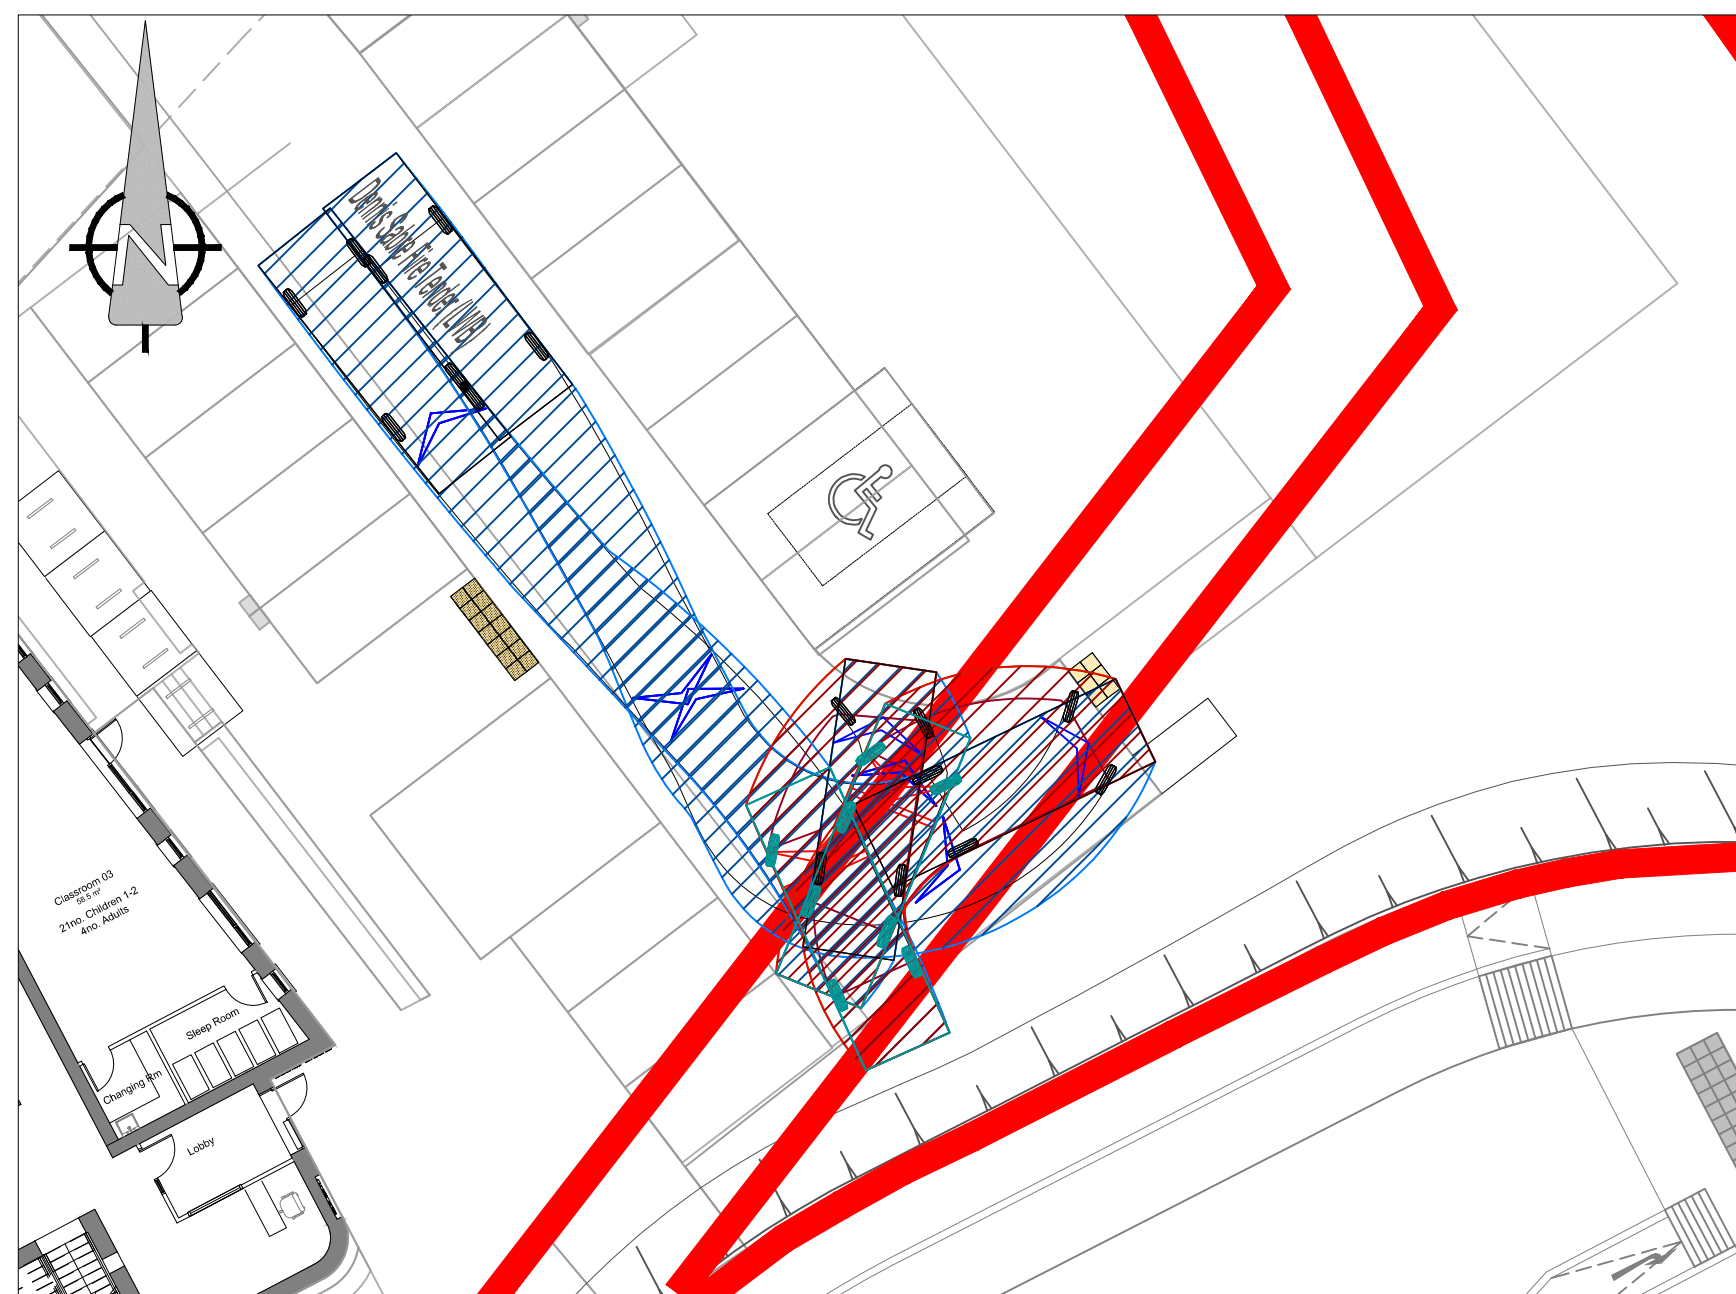 N
Dennis Sabre Fire Tender (LWB)
Classroom 03
58.5 m²
21no. Children 1-2
4no. Adults
Sleep Room
Changing Rm
Lobby